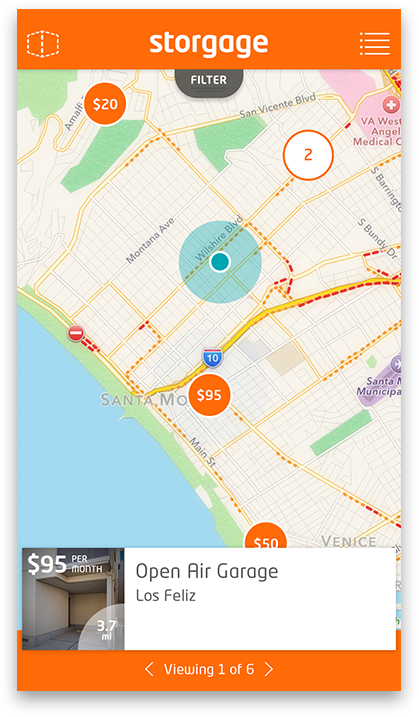 storgage
FILTER
$20
San Vicente Blvd
Amalfi
VA West
Angel
Medical C
2
S Barring
Montana Ave
Wilshire Blvd
S Bundy Dr
10
$95
SANTA MO
Santa M
Municipa
Main St
$50
VENICE
$95 PER
MONTH
Open Air Garage
Los Feliz
3.7
mi
Viewing 1 of 6